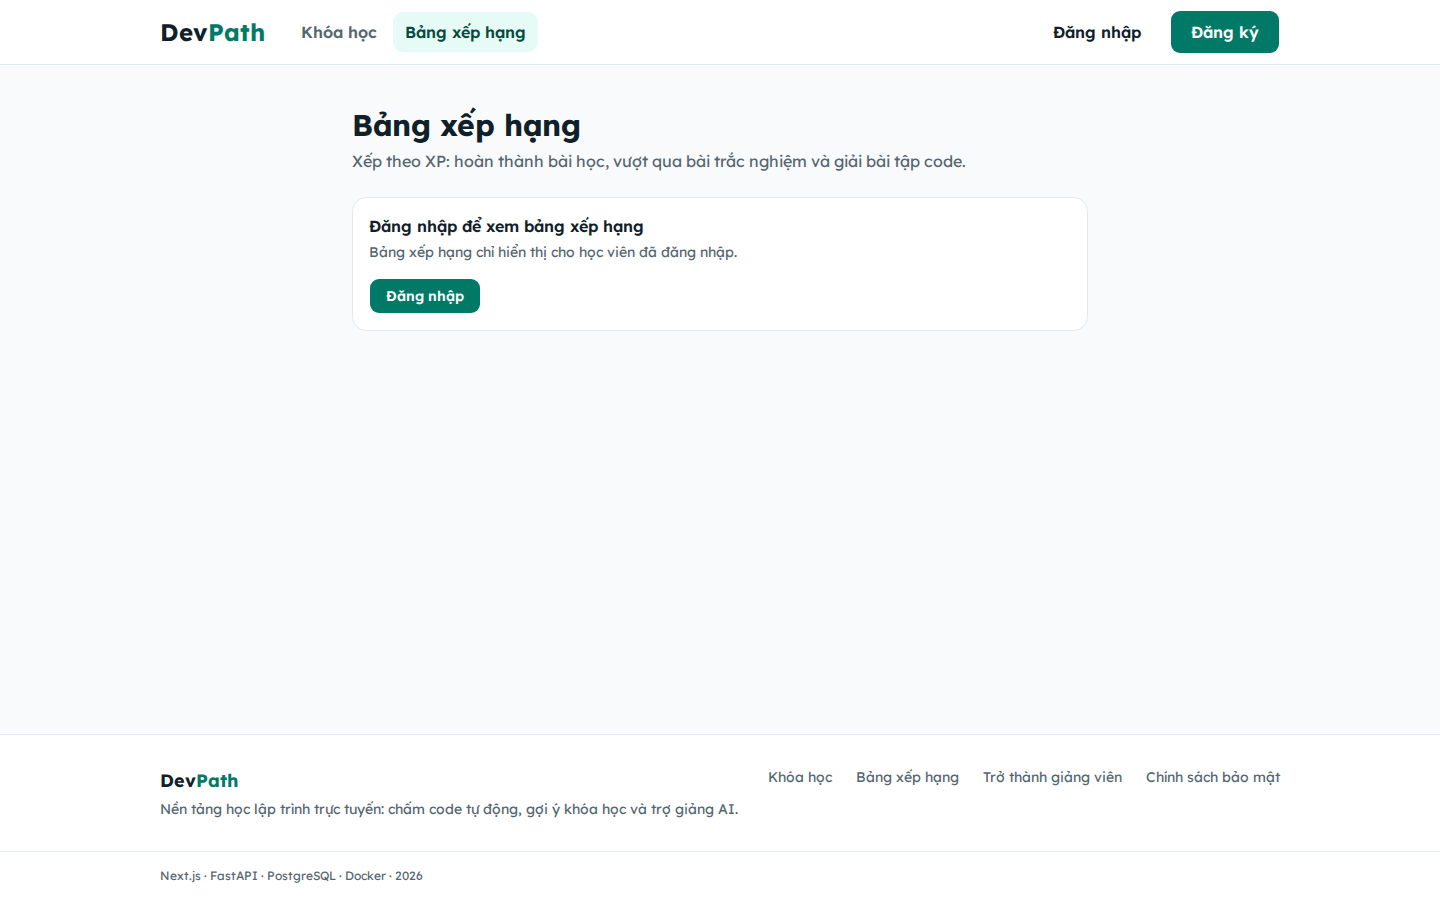 DevPath Khóa học Bảng xếp hạng Đăng nhập Đăng ký
Bảng xếp hạng
Xếp theo XP: hoàn thành bài học, vượt qua bài trắc nghiệm và giải bài tập code.
Đăng nhập để xem bảng xếp hạng
Bảng xếp hạng chỉ hiển thị cho học viên đã đăng nhập.
Đăng nhập
DevPath
Nền tảng học lập trình trực tuyến: chấm code tự động, gợi ý khóa học và trợ giảng AI.
Khóa học Bảng xếp hạng Trở thành giảng viên Chính sách bảo mật
Next.js · FastAPI · PostgreSQL · Docker · 2026